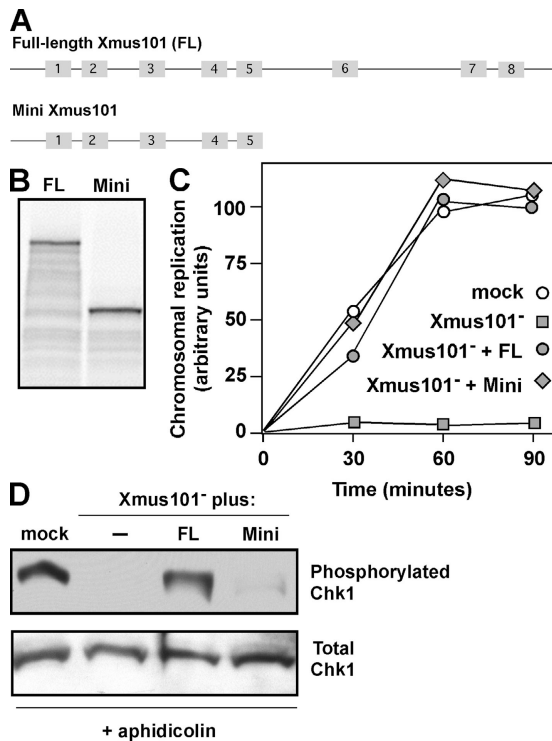 A
Full-length Xmus101 (FL)
1 2 3 4 5 6 7 8
Mini Xmus101
1 2 3 4 5
B
FL Mini
C
Chromosomal replication
(arbitrary units)
100
75
50
25
0
mock
Xmus101⁻
Xmus101⁻ + FL
Xmus101⁻ + Mini
0 30 60 90
Time (minutes)
D
Xmus101⁻ plus:
mock – FL Mini
Phosphorylated
Chk1
Total
Chk1
+ aphidicolin